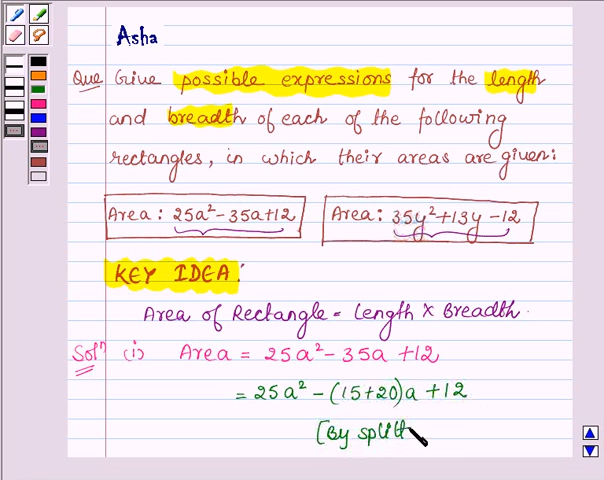 Asha
Que Give possible expressions for the length
and breadth of each of the following
rectangles, in which their areas are given:
Area: 25a² - 35a + 12 Area: 35y² + 13y - 12
KEY IDEA:
Area of Rectangle = Length × Breadth.
Solⁿ (i) Area = 25a² - 35a + 12
= 25a² - (15+20)a + 12
[By splitt